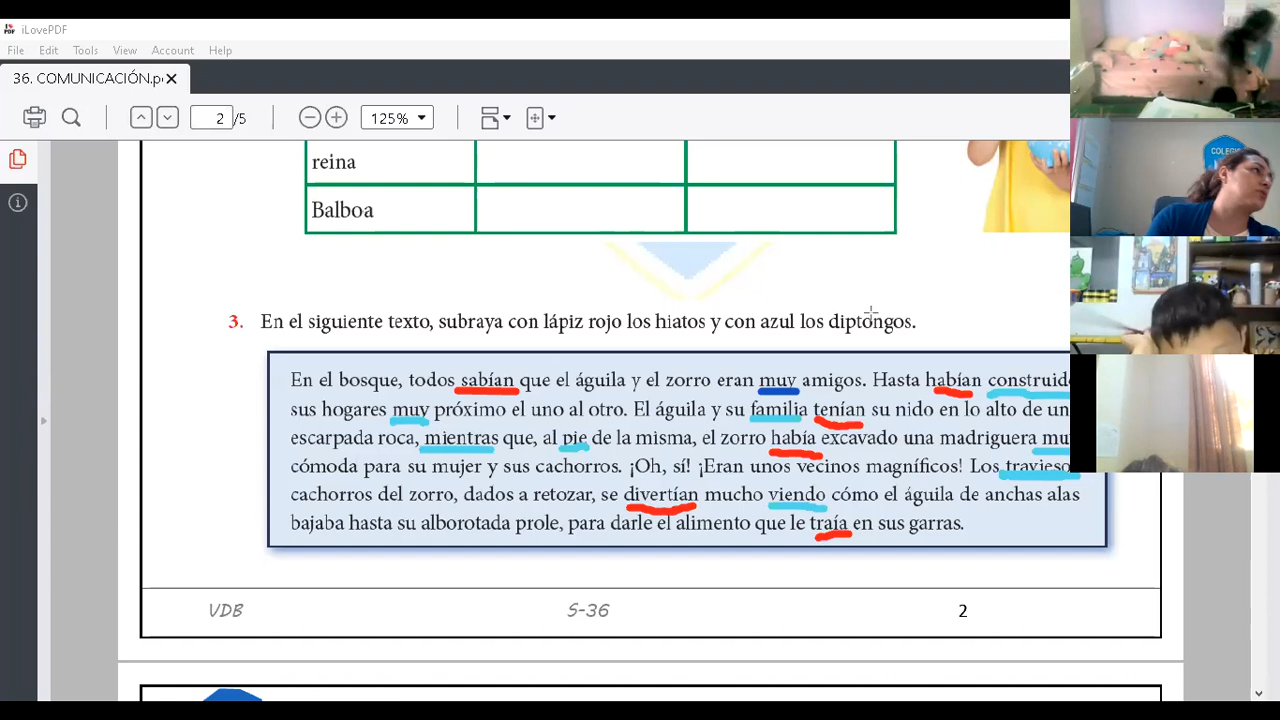 iLovePDF
File Edit Tools View Account Help
36. COMUNICACIÓN.p
2 /5 125%
reina
Balboa
COLEGIO
3. En el siguiente texto, subraya con lápiz rojo los hiatos y con azul los diptongos.
En el bosque, todos sabían que el águila y el zorro eran muy amigos. Hasta habían construid
sus hogares muy próximo el uno al otro. El águila y su familia tenían su nido en lo alto de un
escarpada roca, mientras que, al pie de la misma, el zorro había excavado una madriguera mu
cómoda para su mujer y sus cachorros. ¡Oh, sí! ¡Eran unos vecinos magníficos! Los travieso
cachorros del zorro, dados a retozar, se divertían mucho viendo cómo el águila de anchas alas
bajaba hasta su alborotada prole, para darle el alimento que le traía en sus garras.
VDB S-36 2